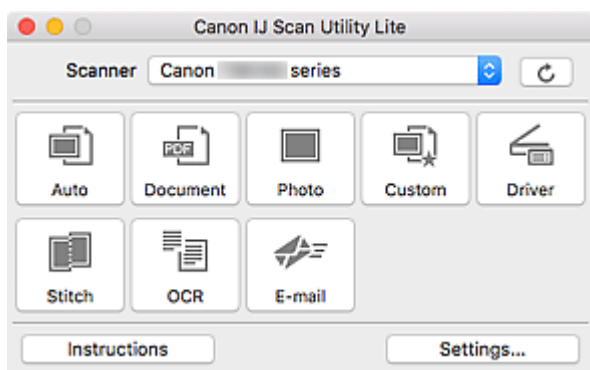 Canon IJ Scan Utility Lite
Scanner Canon series
PDF
Auto Document Photo Custom Driver
Stitch OCR E-mail
Instructions Settings...